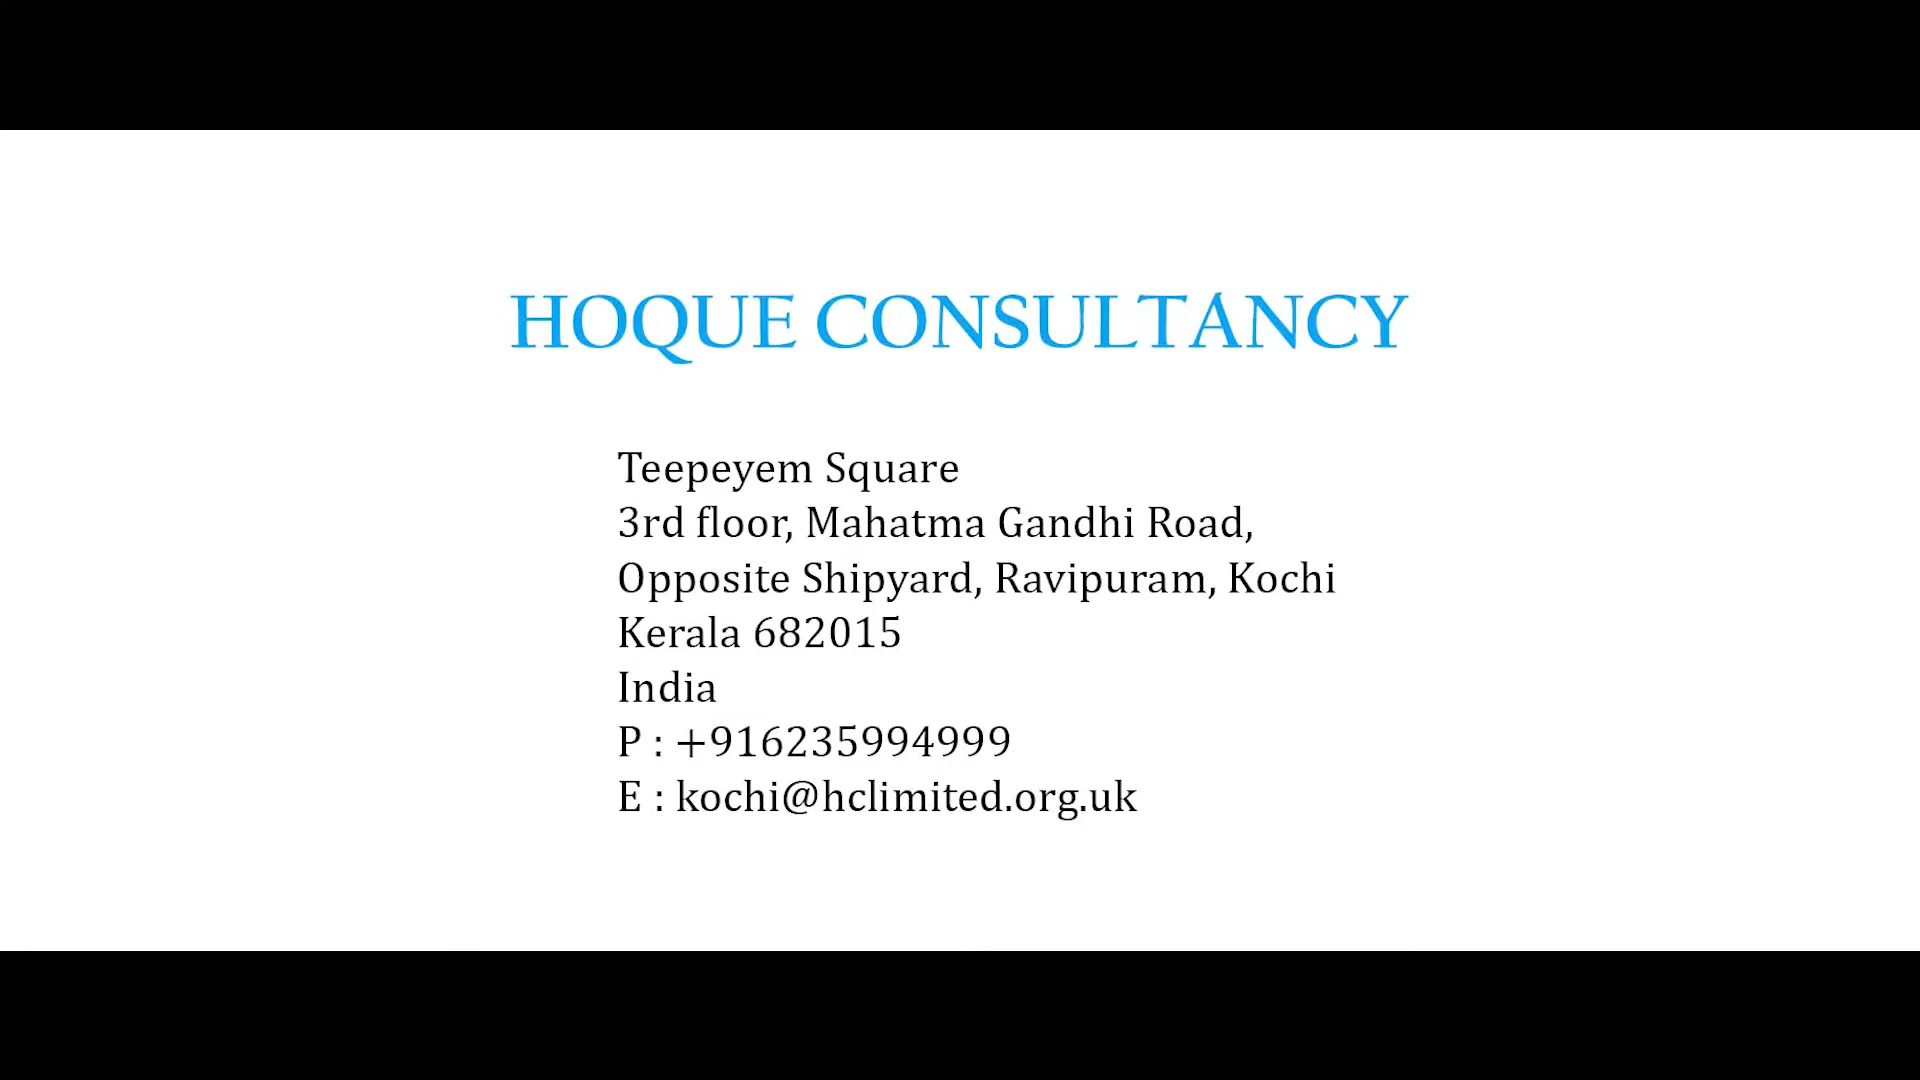 HOQUE CONSULTANCY
Teepeyem Square
3rd floor, Mahatma Gandhi Road,
Opposite Shipyard, Ravipuram, Kochi
Kerala 682015
India
P : +916235994999
E : kochi@hclimited.org.uk